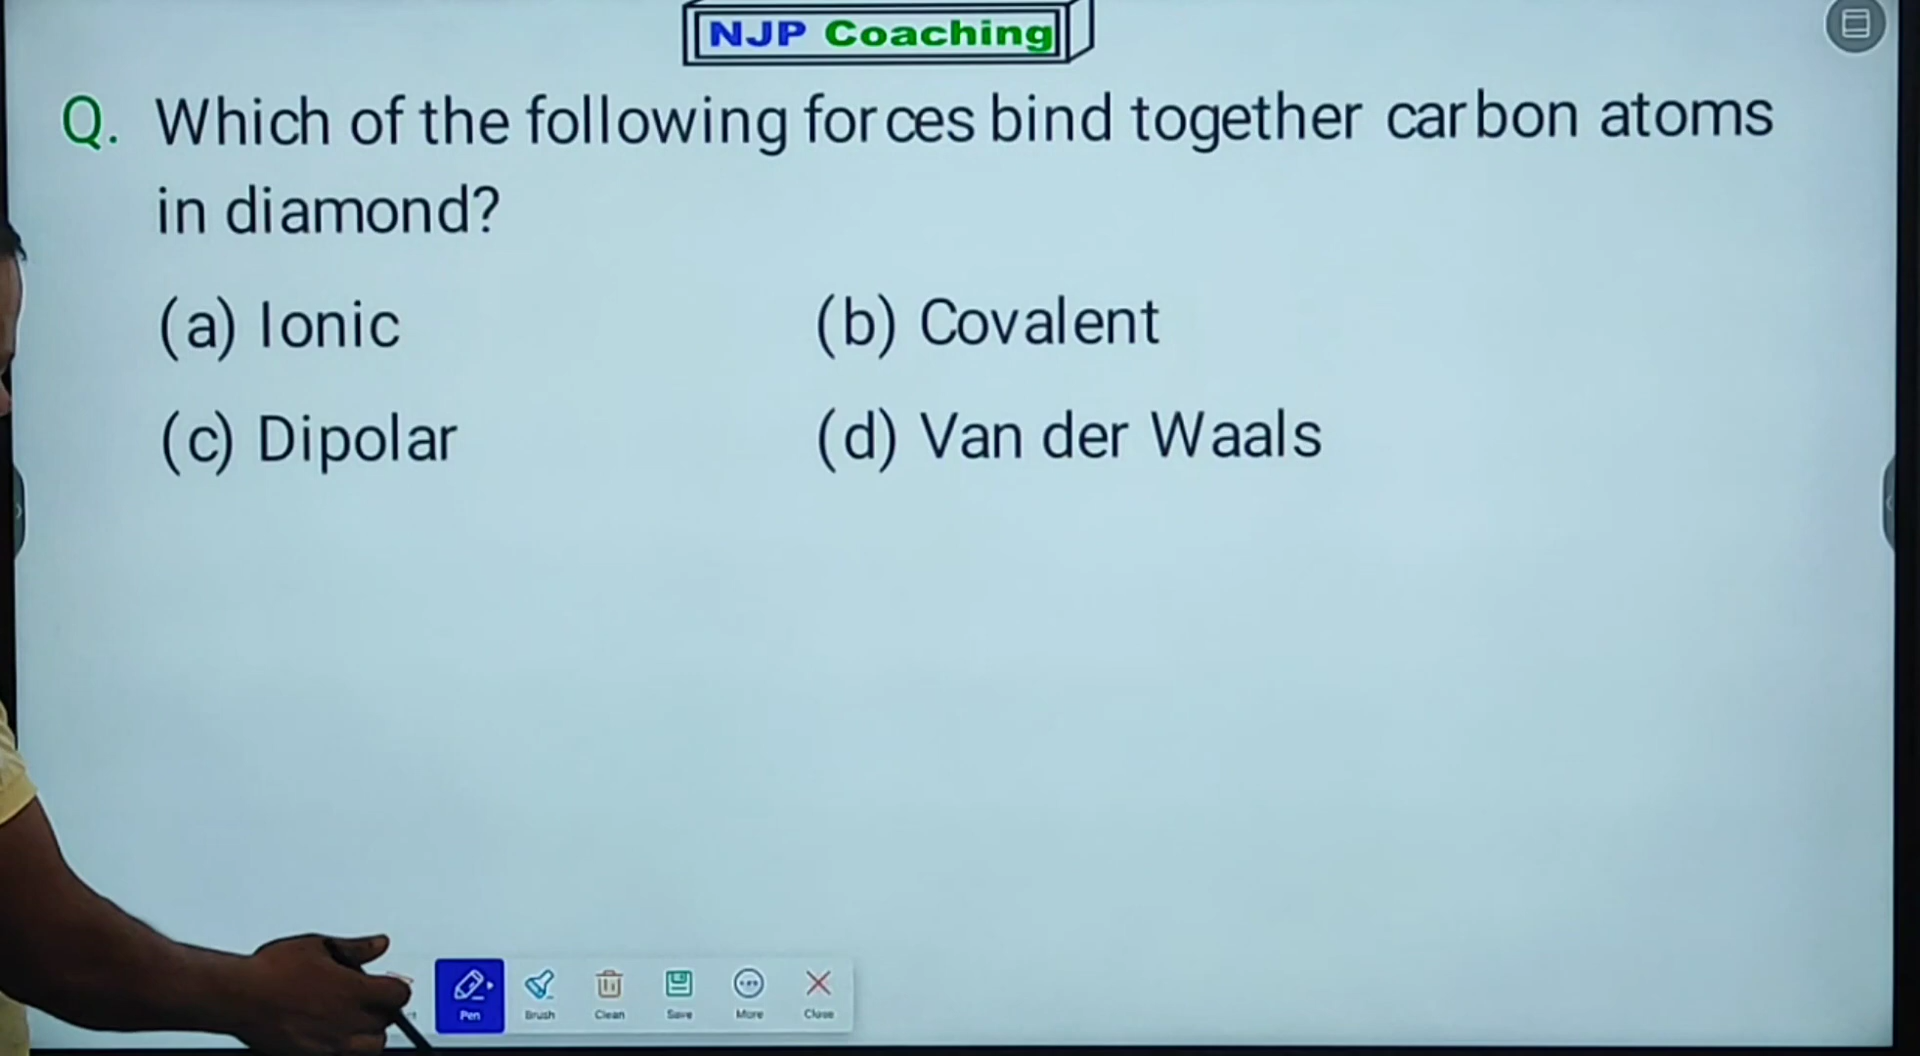 NJP Coaching
Q. Which of the following forces bind together carbon atoms
in diamond?
(a) Ionic
(b) Covalent
(c) Dipolar
(d) Van der Waals
Pen
Brush
Clean
Save
More
Close